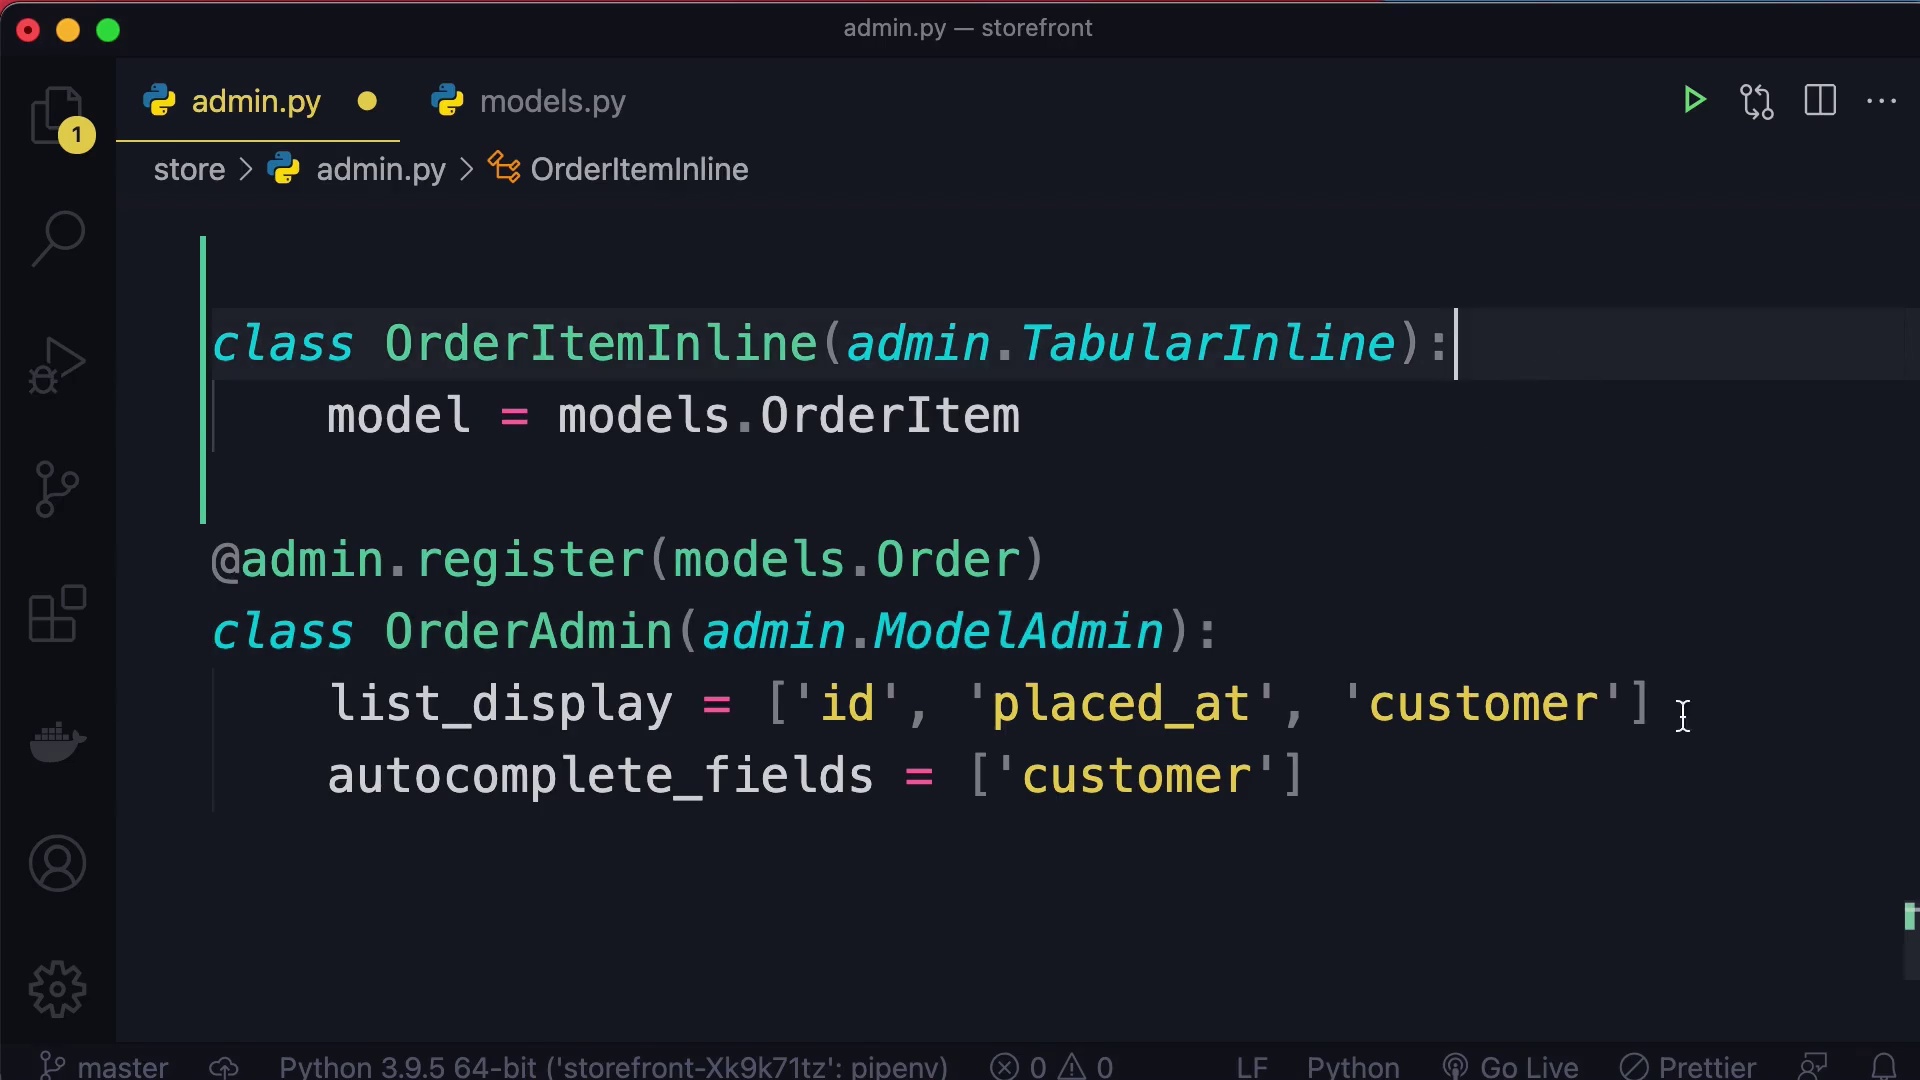 admin.py — storefront
admin.py models.py
1
store > admin.py > OrderItemInline
class OrderItemInline(admin.TabularInline):
    model = models.OrderItem
@admin.register(models.Order)
class OrderAdmin(admin.ModelAdmin):
    list_display = ['id', 'placed_at', 'customer']
    autocomplete_fields = ['customer']
master Python 3.9.5 64-bit ('storefront-Xk9k71tz': pipenv) 0 0 LF Python Go Live Prettier